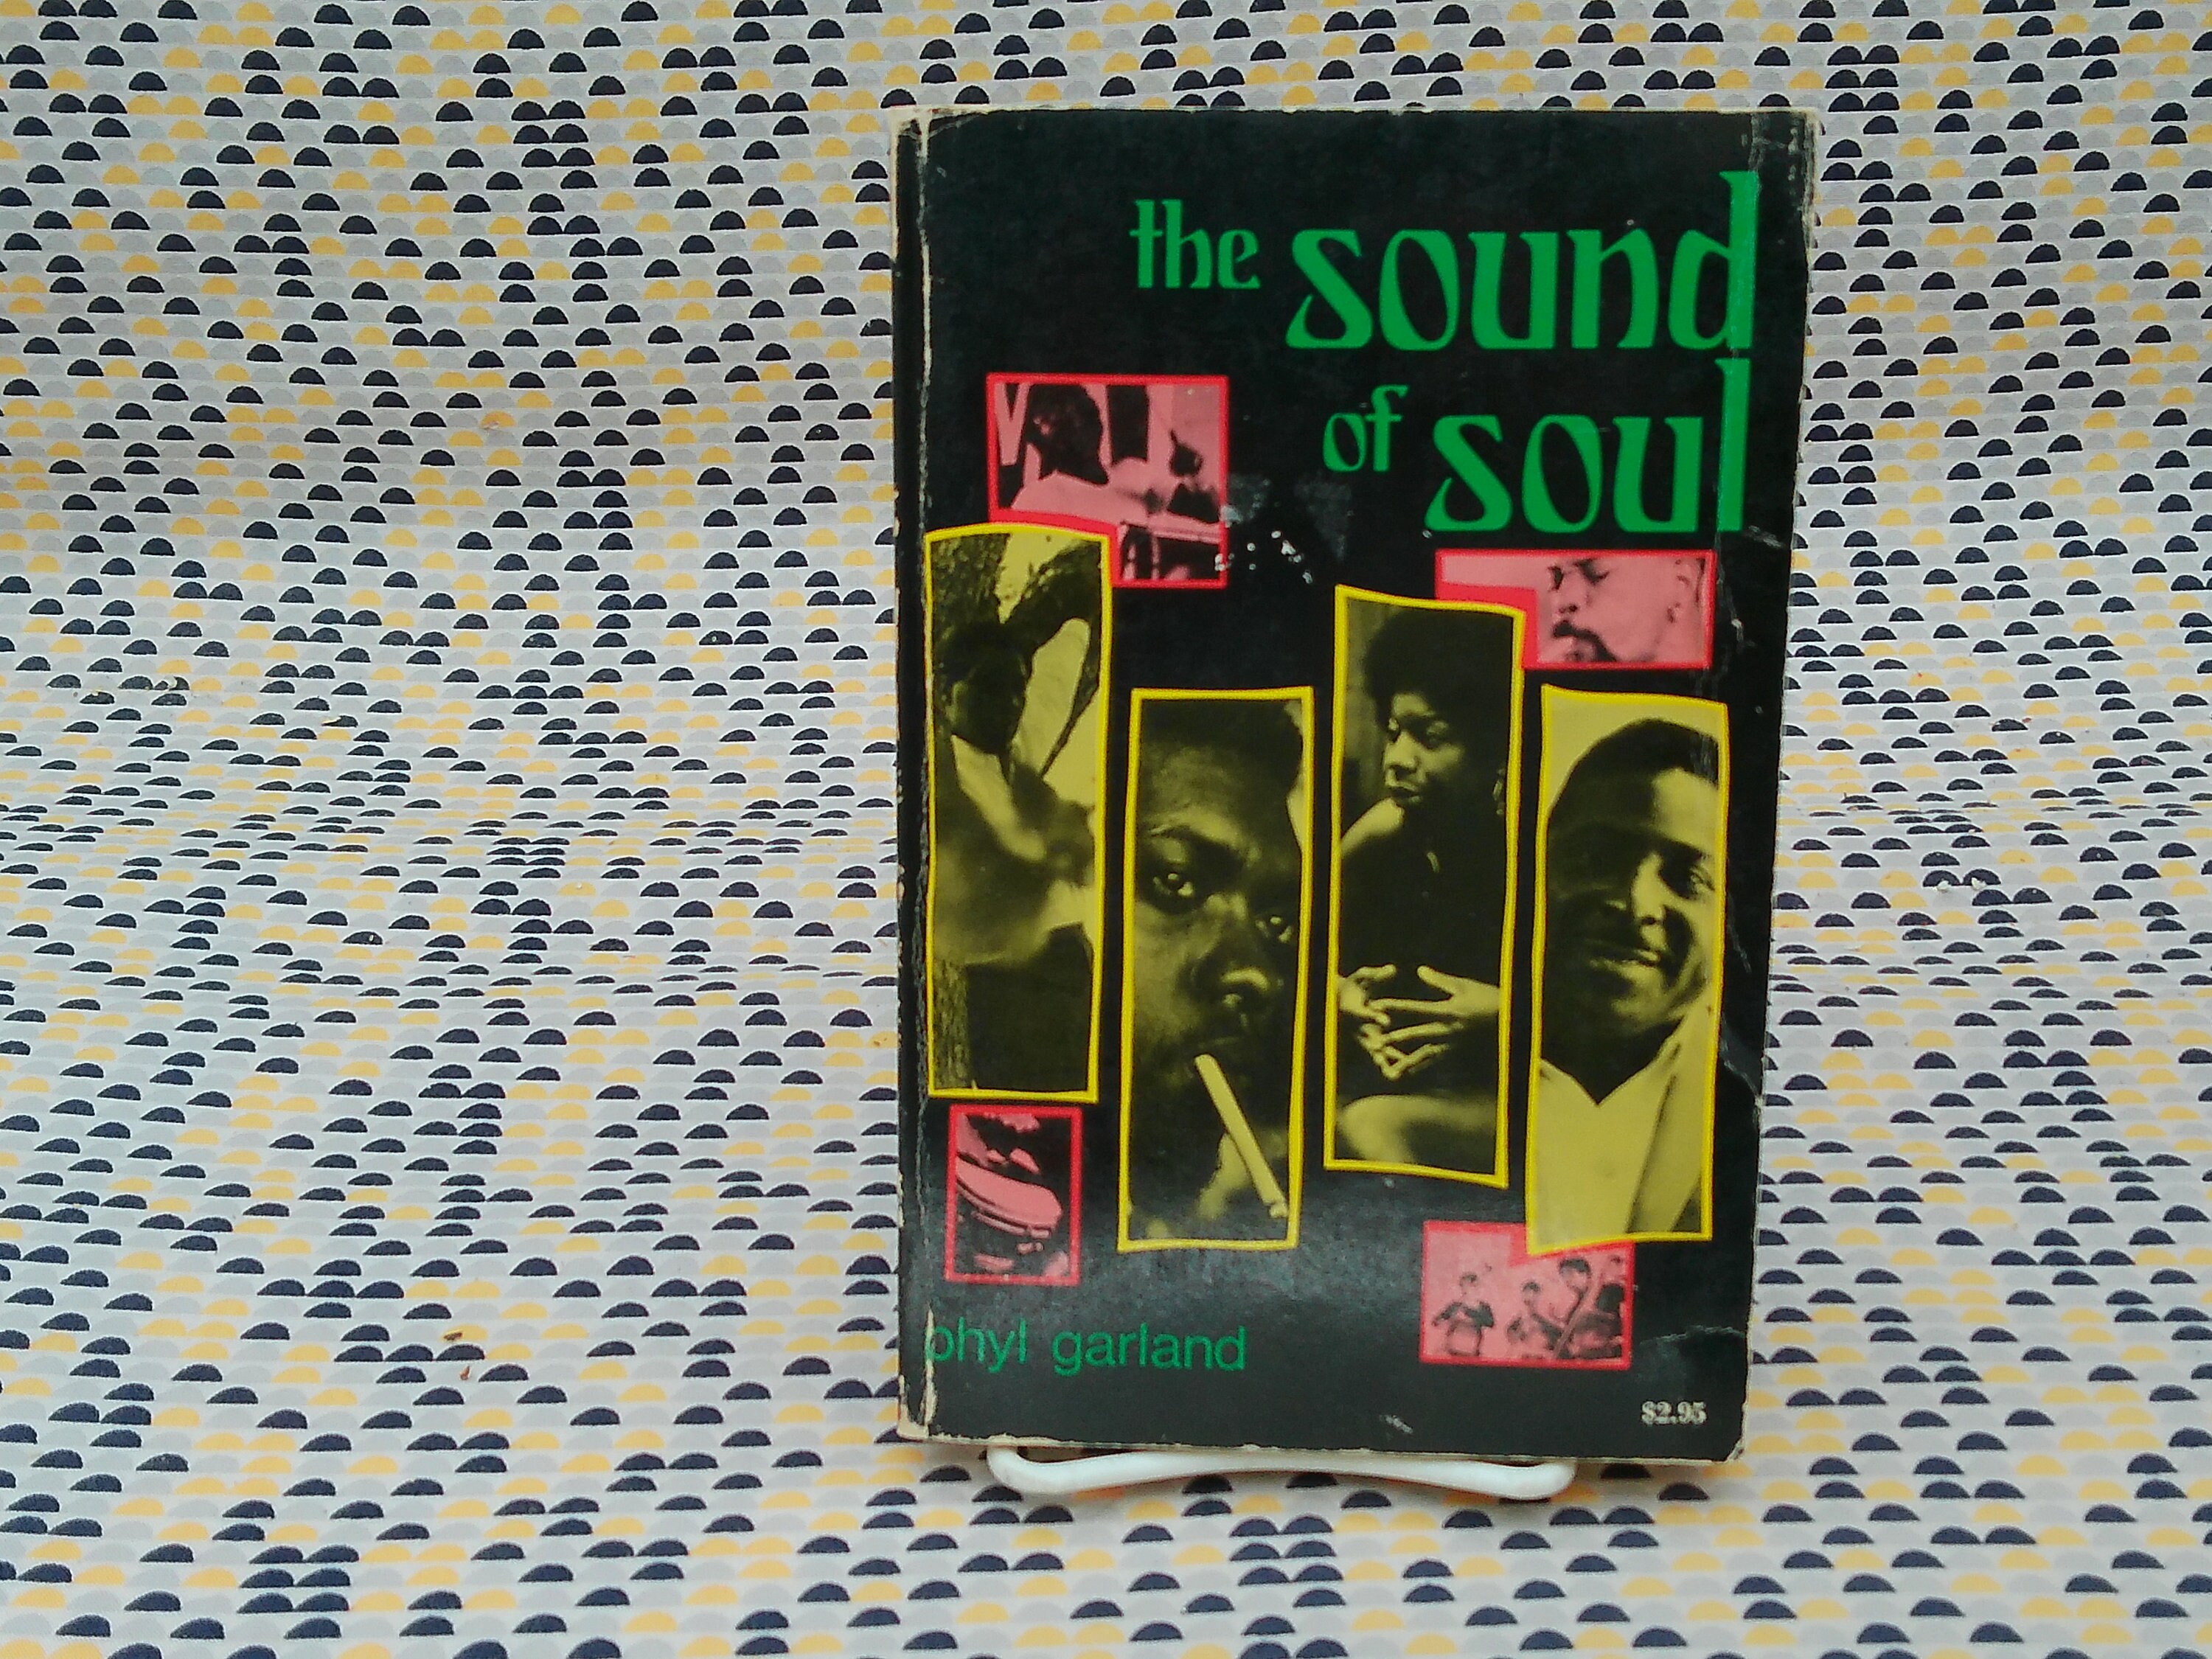 the sound
of soul
phyl garland
$2.95